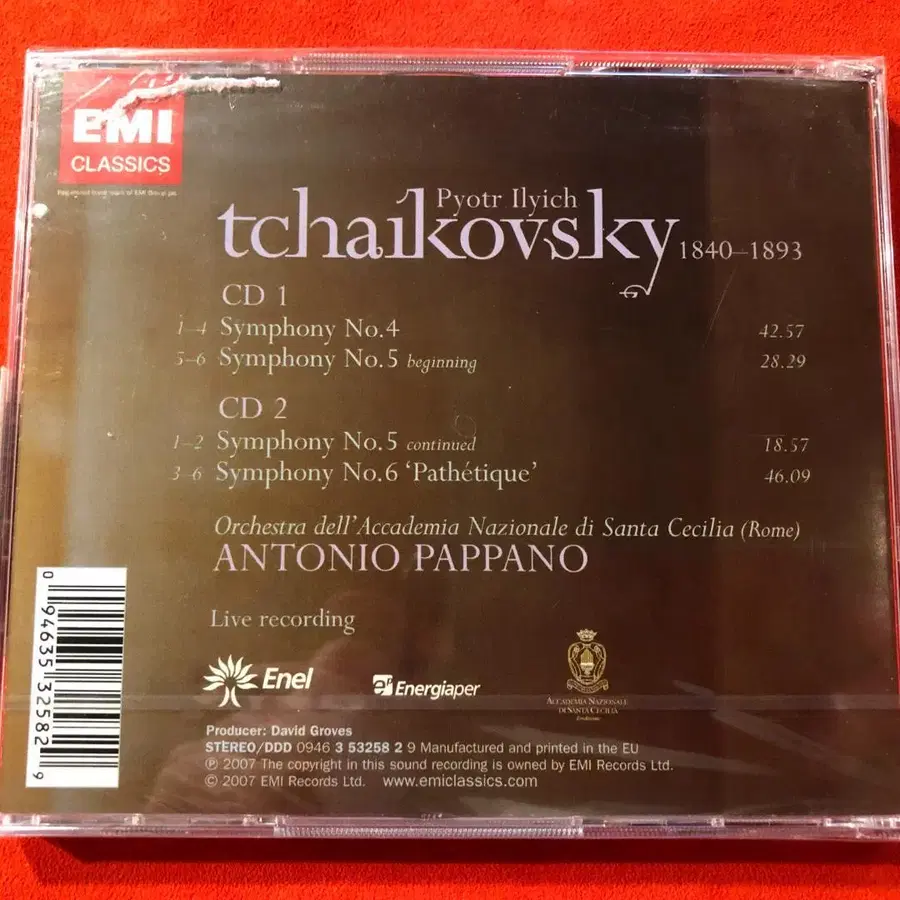 EMI
CLASSICS
Pyotr Ilyich
tchaikovsky 1840–1893
CD 1
1–4 Symphony No.4 42.57
5–6 Symphony No.5 beginning 28.29
CD 2
1–2 Symphony No.5 continued 18.57
3–6 Symphony No.6 ‘Pathétique’ 46.09
Orchestra dell’Accademia Nazionale di Santa Cecilia (Rome)
ANTONIO PAPPANO
Live recording
Enel
ep Energiaper
ACCADEMIA NAZIONALE
DI SANTA CECILIA
Producer: David Groves
STEREO/DDD 0946 3 53258 2 9 Manufactured and printed in the EU
℗ 2007 The copyright in this sound recording is owned by EMI Records Ltd.
© 2007 EMI Records Ltd. www.emiclassics.com
0 94635 32582 9